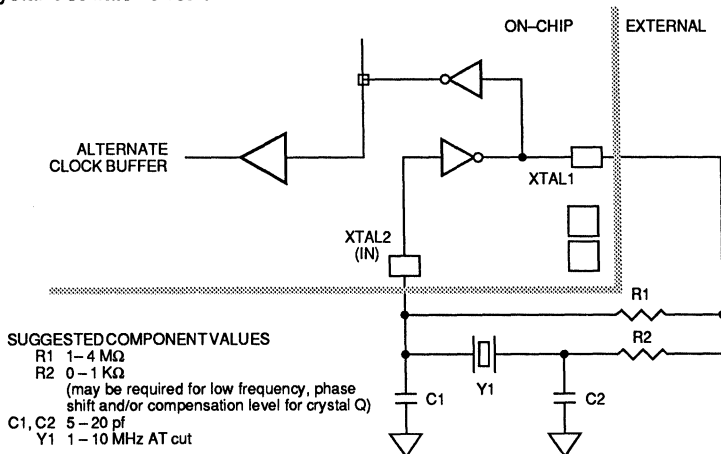 ON–CHIP
EXTERNAL
ALTERNATE
CLOCK BUFFER
XTAL1
XTAL2
(IN)
R1
R2
Y1
C1
C2
SUGGESTED COMPONENT VALUES
R1 1–4 MΩ
R2 0–1 KΩ
(may be required for low frequency, phase
shift and/or compensation level for crystal Q)
C1, C2 5–20 pf
Y1 1–10 MHz AT cut